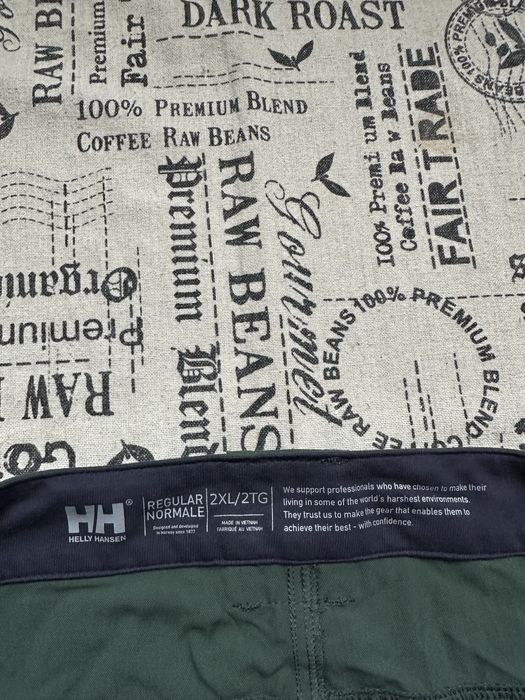 DARK ROAST
RAW BE
Premium
Fair T
100% PREMIUM BLEND
COFFEE RAW BEANS
100% Premium Blend
Coffee Raw Beans
FAIR TRADE
Premium Blend
RAW BEANS
Gourmet
Organic
Premium
RAW
RAW BEANS 100% PREMIUM BLEND
HH®
HELLY HANSEN
REGULAR
NORMALE
Designed and developed
in Norway since 1877
2XL/2TG
MADE IN VIETNAM
FABRIQUÉ AU VIETNAM
We support professionals who have chosen to make their
living in some of the world's harshest environments.
They trust us to make the gear that enables them to
achieve their best - with confidence.